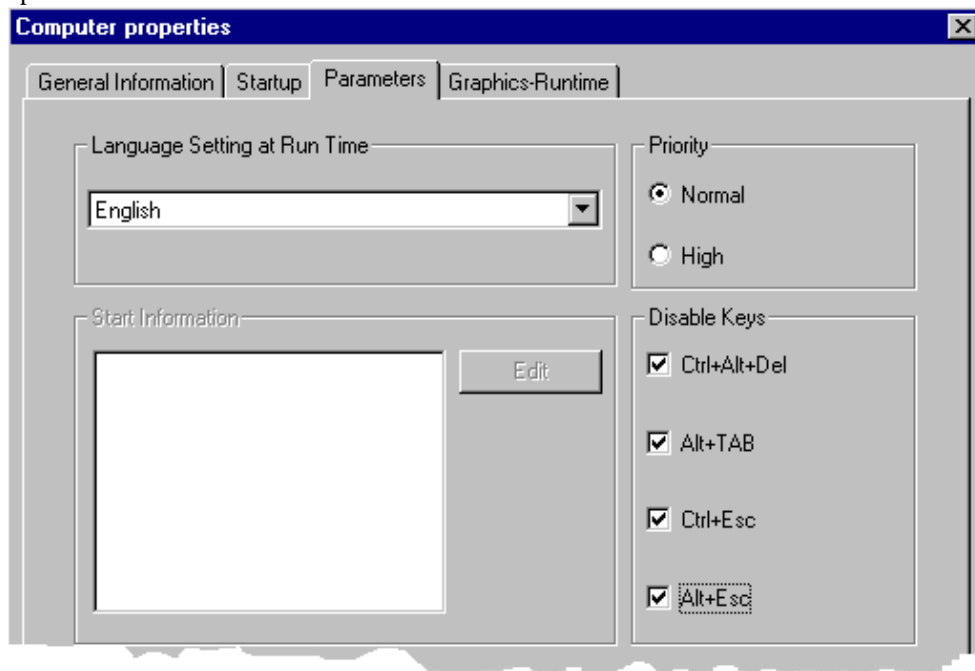 Computer properties
General Information Startup Parameters Graphics-Runtime
Language Setting at Run Time
English
Priority
Normal
High
Start Information
Edit
Disable Keys
Ctrl+Alt+Del
Alt+TAB
Ctrl+Esc
Alt+Esc